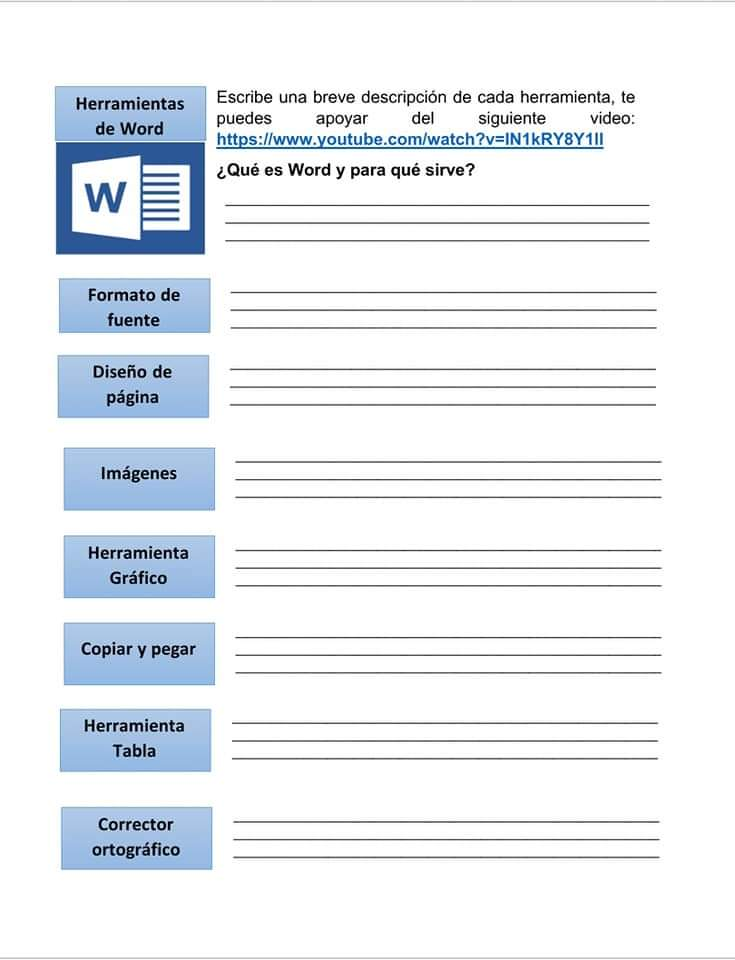 Herramientas
de Word
Escribe una breve descripción de cada herramienta, te
puedes apoyar del siguiente video:
https://www.youtube.com/watch?v=IN1kRY8Y1lI
W
¿Qué es Word y para qué sirve?
Formato de
fuente
Diseño de
página
Imágenes
Herramienta
Gráfico
Copiar y pegar
Herramienta
Tabla
Corrector
ortográfico